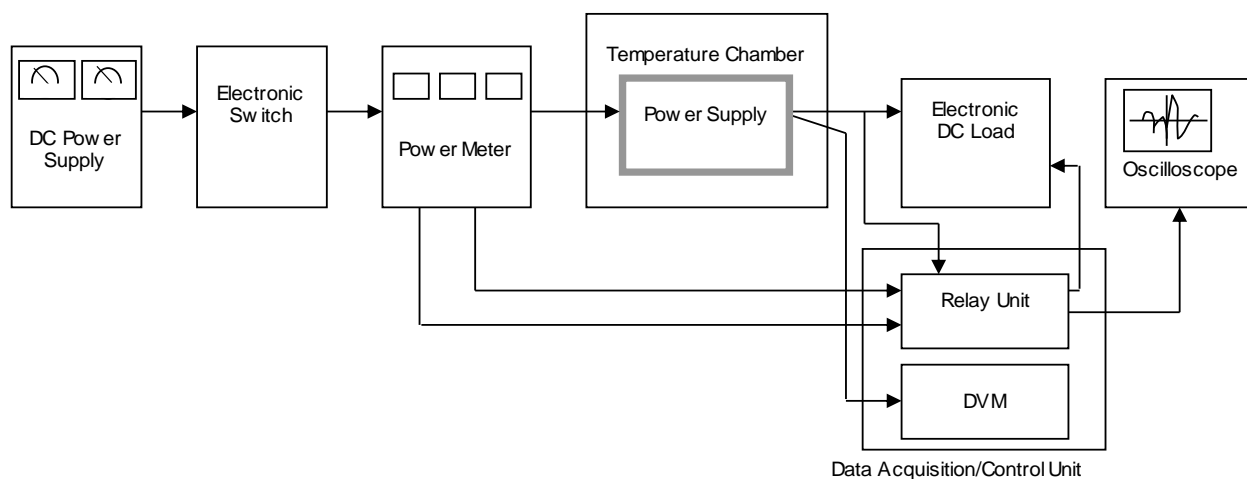 DC Power
Supply
Electronic
Switch
Power Meter
Temperature Chamber
Power Supply
Electronic
DC Load
Oscilloscope
Relay Unit
DVM
Data Acquisition/Control Unit